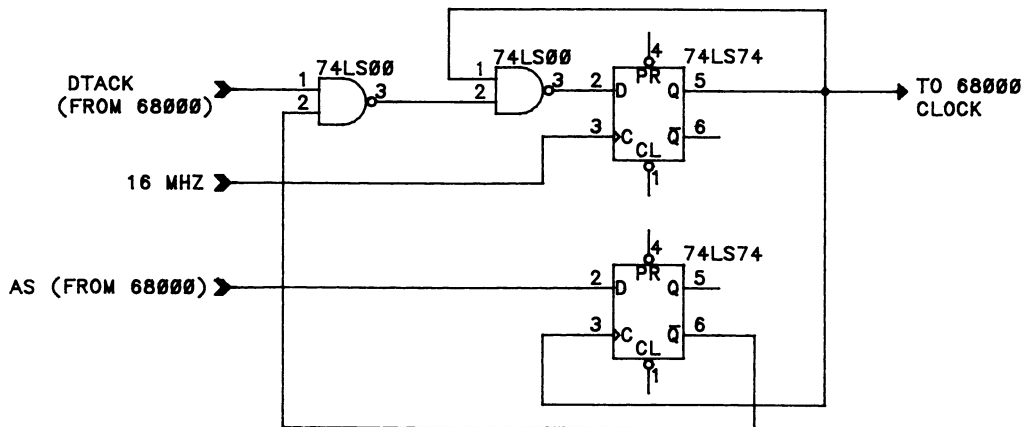 DTACK
(FROM 68000)
16 MHZ
AS (FROM 68000)
74LS00
1
2
3
74LS00
1
2
3
74LS74
4
PR
2
D
Q
5
3
C
Q̅
6
CL
1
TO 68000
CLOCK
74LS74
4
PR
2
D
Q
5
3
C
Q̅
6
CL
1